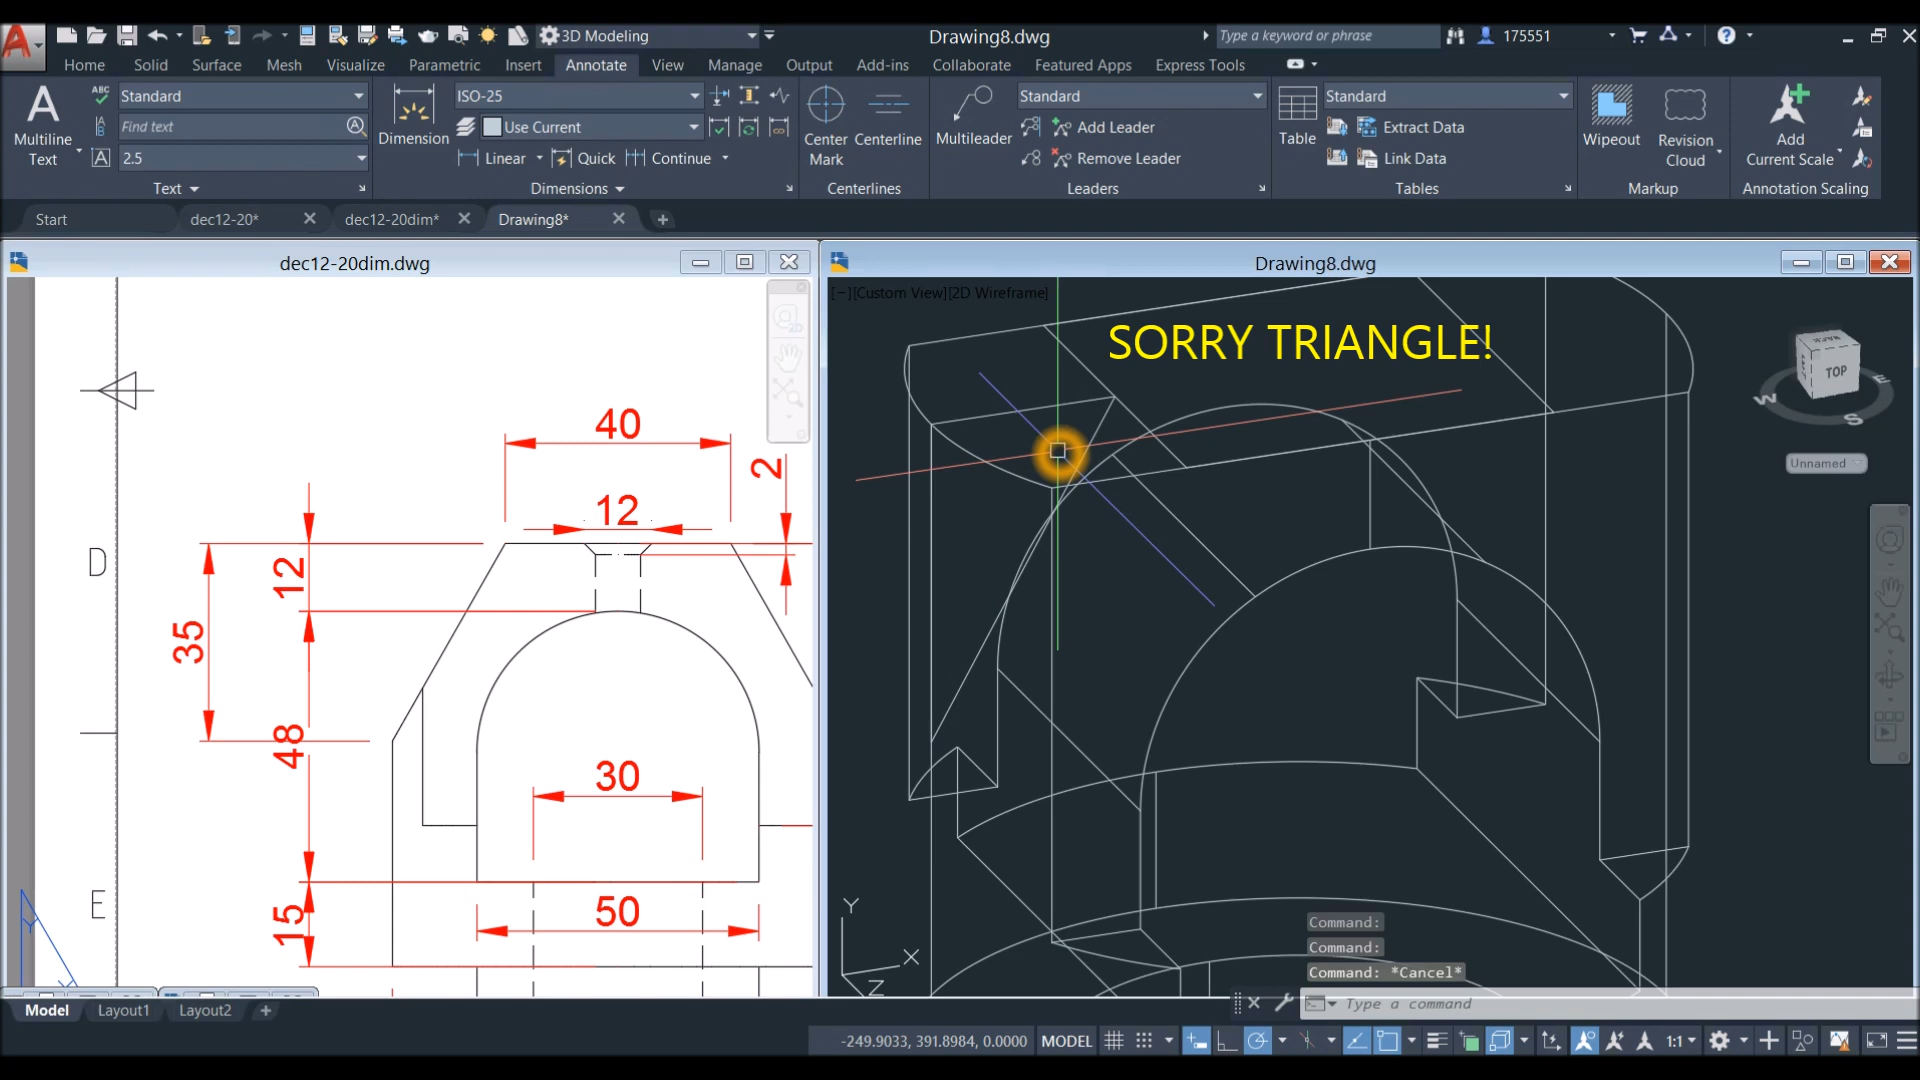 3D Modeling
Drawing8.dwg
Type a keyword or phrase
175551
Home Solid Surface Mesh Visualize Parametric Insert Annotate View Manage Output Add-ins Collaborate Featured Apps Express Tools
Multiline Text
ABC
Standard
Find text
2.5
Text
Dimension
ISO-25
Use Current
Linear Quick Continue
Dimensions
Center Mark
Centerline
Centerlines
Multileader
Standard
Add Leader
Remove Leader
Leaders
Table
Standard
Extract Data
Link Data
Tables
Wipeout
Revision Cloud
Markup
Add Current Scale
Annotation Scaling
Start dec12-20* dec12-20dim* Drawing8*
dec12-20dim.dwg
40
2
12
12
35
48
30
50
15
D
E
Y
X
Drawing8.dwg
[−][Custom View][2D Wireframe]
SORRY TRIANGLE!
TOP
W
S
E
Unnamed
Y
X
Z
Command:
Command:
Command: *Cancel*
Type a command
Model Layout1 Layout2
-249.9033, 391.8984, 0.0000 MODEL 1:1